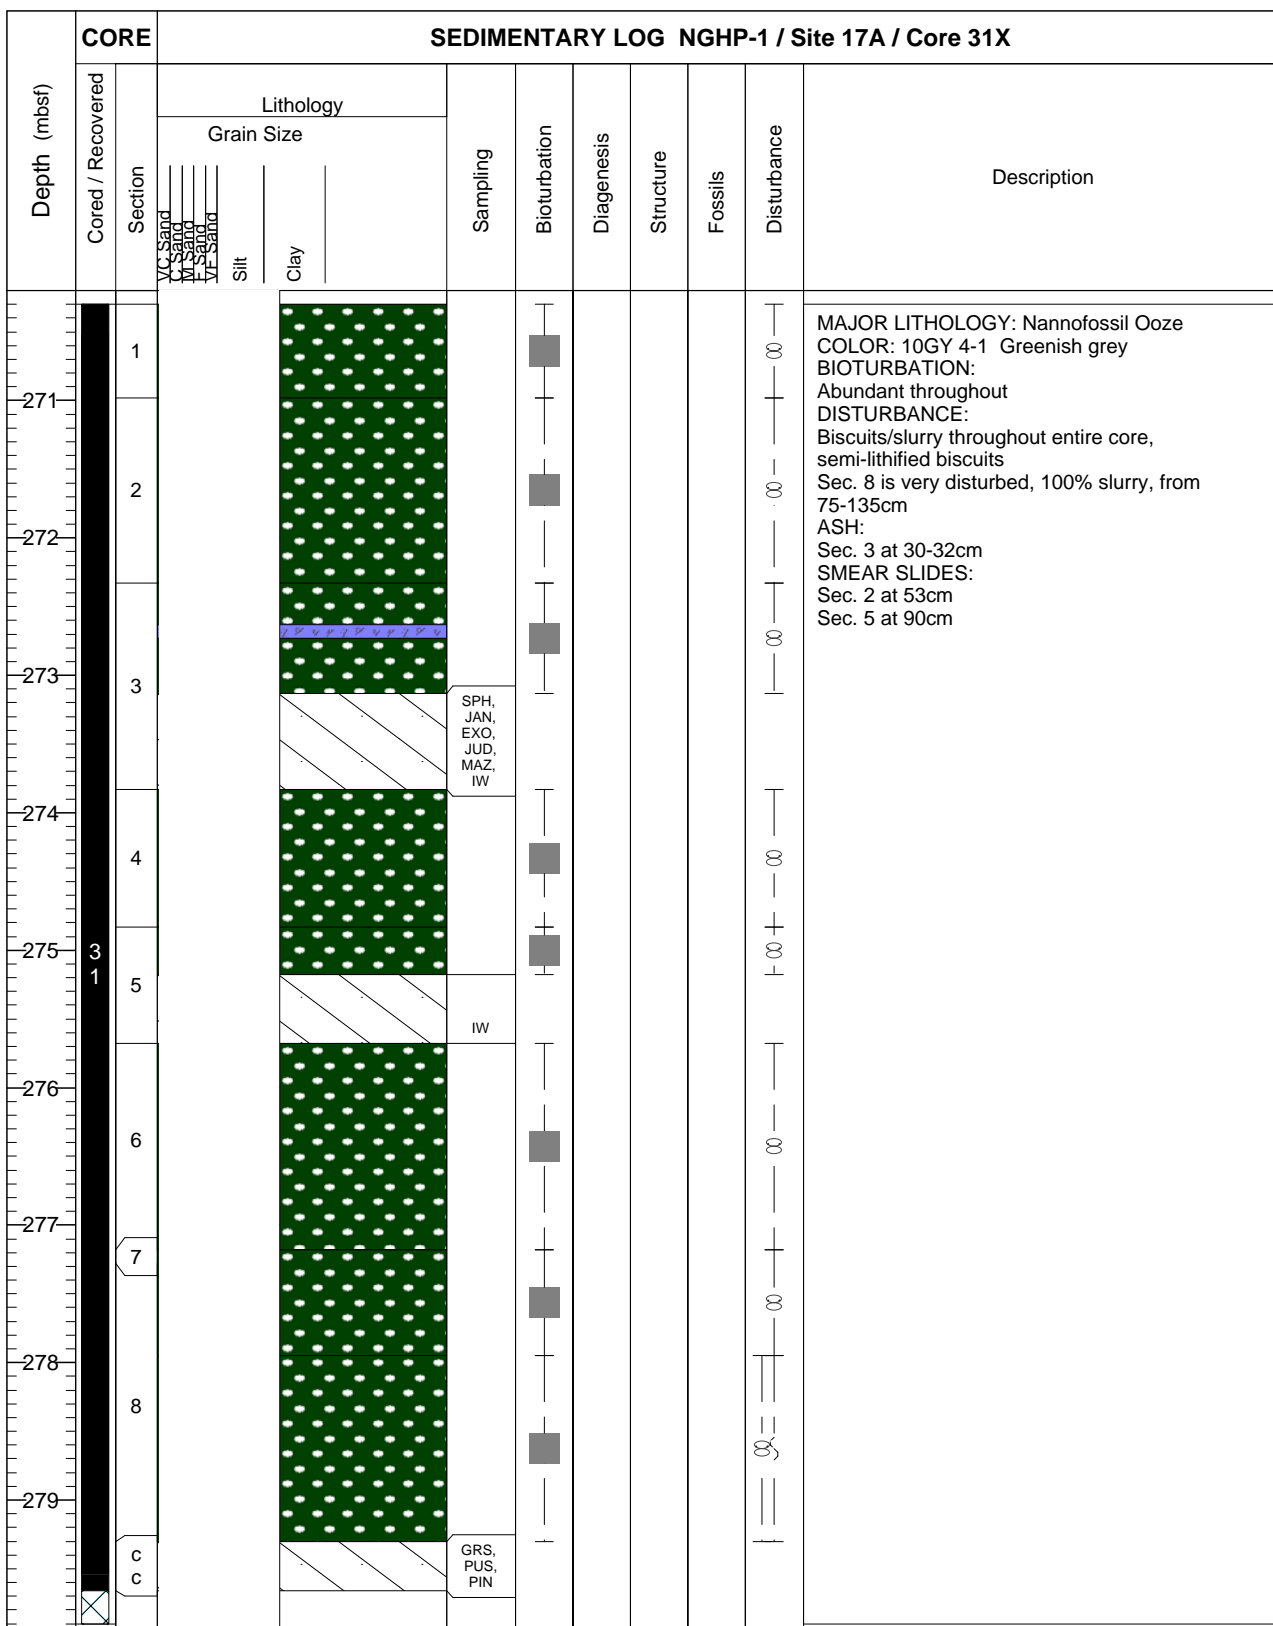 CORE
SEDIMENTARY LOG NGHP-1 / Site 17A / Core 31X
Depth (mbsf)
Cored / Recovered
Section
Lithology
Grain Size
VC Sand
C Sand
M Sand
F Sand
VF Sand
Silt
Clay
Sampling
Bioturbation
Diagenesis
Structure
Fossils
Disturbance
Description
MAJOR LITHOLOGY: Nannofossil Ooze
COLOR: 10GY 4-1 Greenish grey
BIOTURBATION:
Abundant throughout
DISTURBANCE:
Biscuits/slurry throughout entire core,
semi-lithified biscuits
Sec. 8 is very disturbed, 100% slurry, from
75-135cm
ASH:
Sec. 3 at 30-32cm
SMEAR SLIDES:
Sec. 2 at 53cm
Sec. 5 at 90cm
1
271
2
272
273
3
SPH,
JAN,
EXO,
JUD,
MAZ,
IW
274
4
275
3
1
5
IW
276
6
277
7
278
8
279
c
c
GRS,
PUS,
PIN